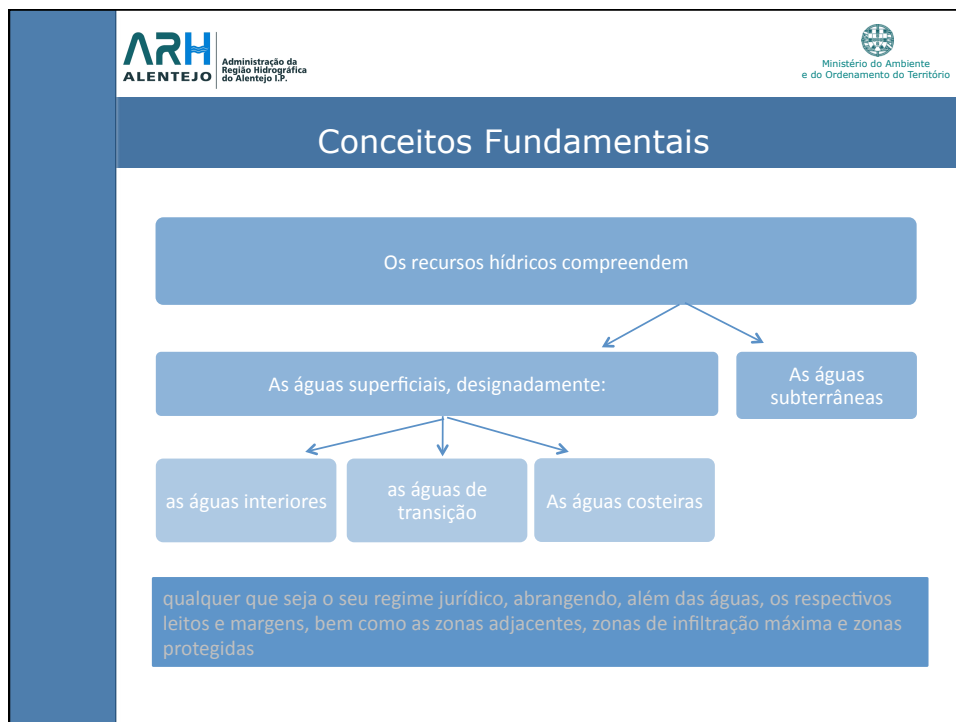 ARH
ALENTEJO
Administração da
Região Hidrográfica
do Alentejo I.P.
Ministério do Ambiente
e do Ordenamento do Território
Conceitos Fundamentais
Os recursos hídricos compreendem
As águas superficiais, designadamente:
As águas
subterrâneas
as águas interiores
as águas de
transição
As águas costeiras
qualquer que seja o seu regime jurídico, abrangendo, além das águas, os respectivos
leitos e margens, bem como as zonas adjacentes, zonas de infiltração máxima e zonas
protegidas